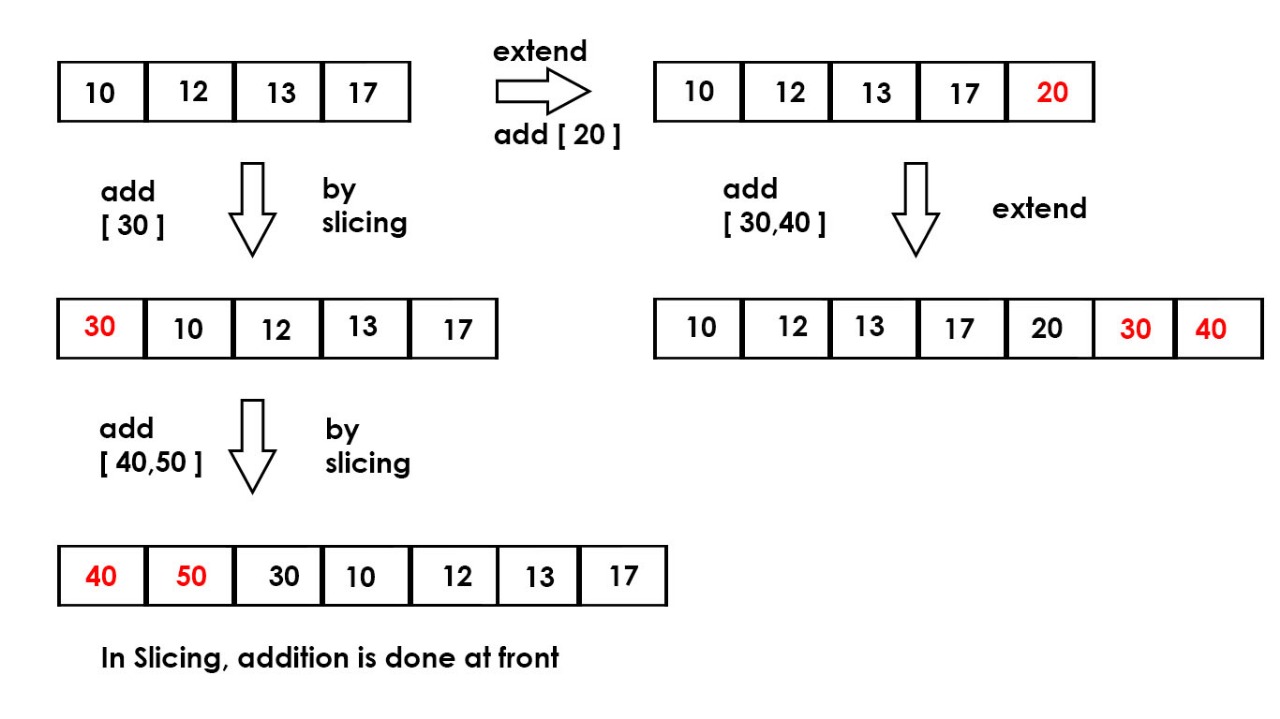 extend
10 12 13 17
10 12 13 17 20
add [ 20 ]
add
[ 30 ]
by
slicing
add
[ 30,40 ]
extend
30 10 12 13 17
10 12 13 17 20 30 40
add
[ 40,50 ]
by
slicing
40 50 30 10 12 13 17
In Slicing, addition is done at front